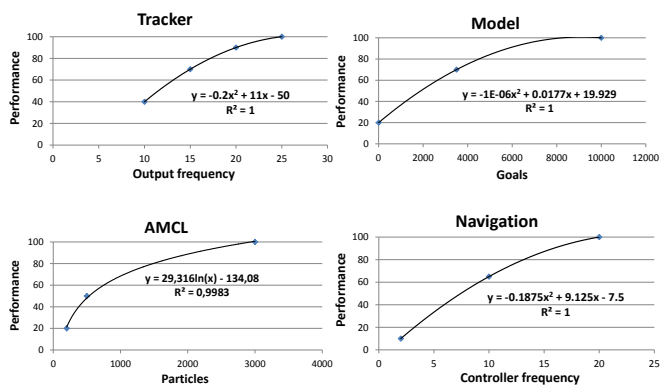 Tracker
Performance
100
80
60
40
20
0
y = -0.2x² + 11x - 50
R² = 1
0 5 10 15 20 25 30
Output frequency
Model
Performance
100
80
60
40
20
0
y = -1E-06x² + 0.0177x + 19.929
R² = 1
0 2000 4000 6000 8000 10000 12000
Goals
AMCL
Performance
100
80
60
40
20
0
y = 29,316ln(x) - 134,08
R² = 0,9983
0 1000 2000 3000 4000
Particles
Navigation
Performance
100
80
60
40
20
0
y = -0.1875x² + 9.125x - 7.5
R² = 1
0 5 10 15 20 25
Controller frequency